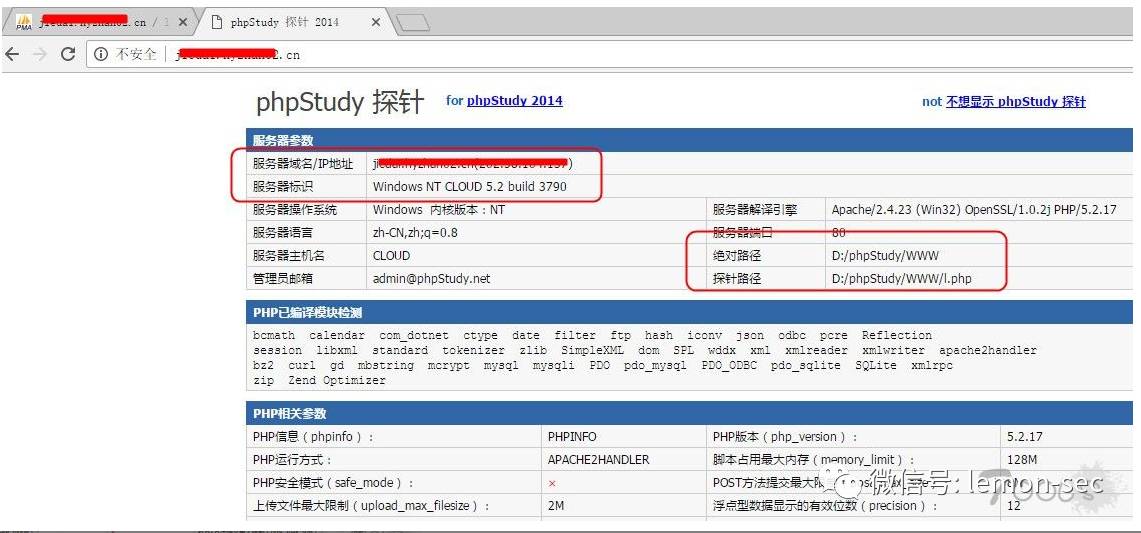 PMA .cn / 1
phpStudy 探针 2014
不安全 .cn
phpStudy 探针 for phpStudy 2014 not 不想显示 phpStudy 探针
服务器参数
服务器域名/IP地址
服务器标识 Windows NT CLOUD 5.2 build 3790
服务器操作系统 Windows 内核版本：NT 服务器解译引擎 Apache/2.4.23 (Win32) OpenSSL/1.0.2j PHP/5.2.17
服务器语言 zh-CN,zh;q=0.8 服务器端口 80
服务器主机名 CLOUD 绝对路径 D:/phpStudy/WWW
管理员邮箱 admin@phpStudy.net 探针路径 D:/phpStudy/WWW/l.php
PHP已编译模块检测
bcmath calendar com_dotnet ctype date filter ftp hash iconv json odbc pcre Reflection
session libxml standard tokenizer zlib SimpleXML dom SPL wddx xml xmlreader xmlwriter apache2handler
bz2 curl gd mbstring mcrypt mysql mysqli PDO pdo_mysql PDO_ODBC pdo_sqlite SQLite xmlrpc
zip Zend Optimizer
PHP相关参数
PHP信息（phpinfo）： PHPINFO PHP版本（php_version）： 5.2.17
PHP运行方式： APACHE2HANDLER 脚本占用最大内存（memory_limit）： 128M
PHP安全模式（safe_mode）： × POST方法提交最大限制
上传文件最大限制（upload_max_filesize）： 2M 浮点型数据显示的有效位数（precision）： 12
微信号: lemon-sec